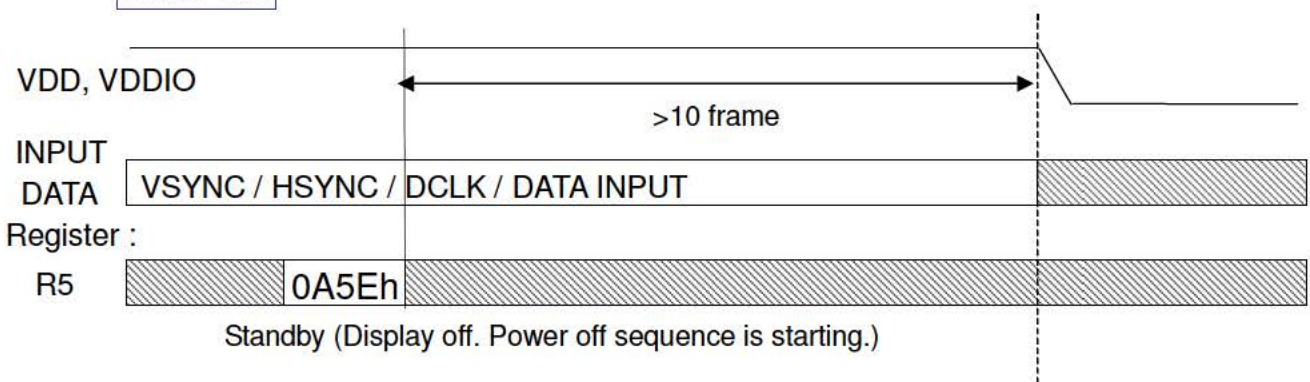 VDD, VDDIO
>10 frame
INPUT
DATA
VSYNC / HSYNC / DCLK / DATA INPUT
Register :
R5
0A5Eh
Standby (Display off. Power off sequence is starting.)